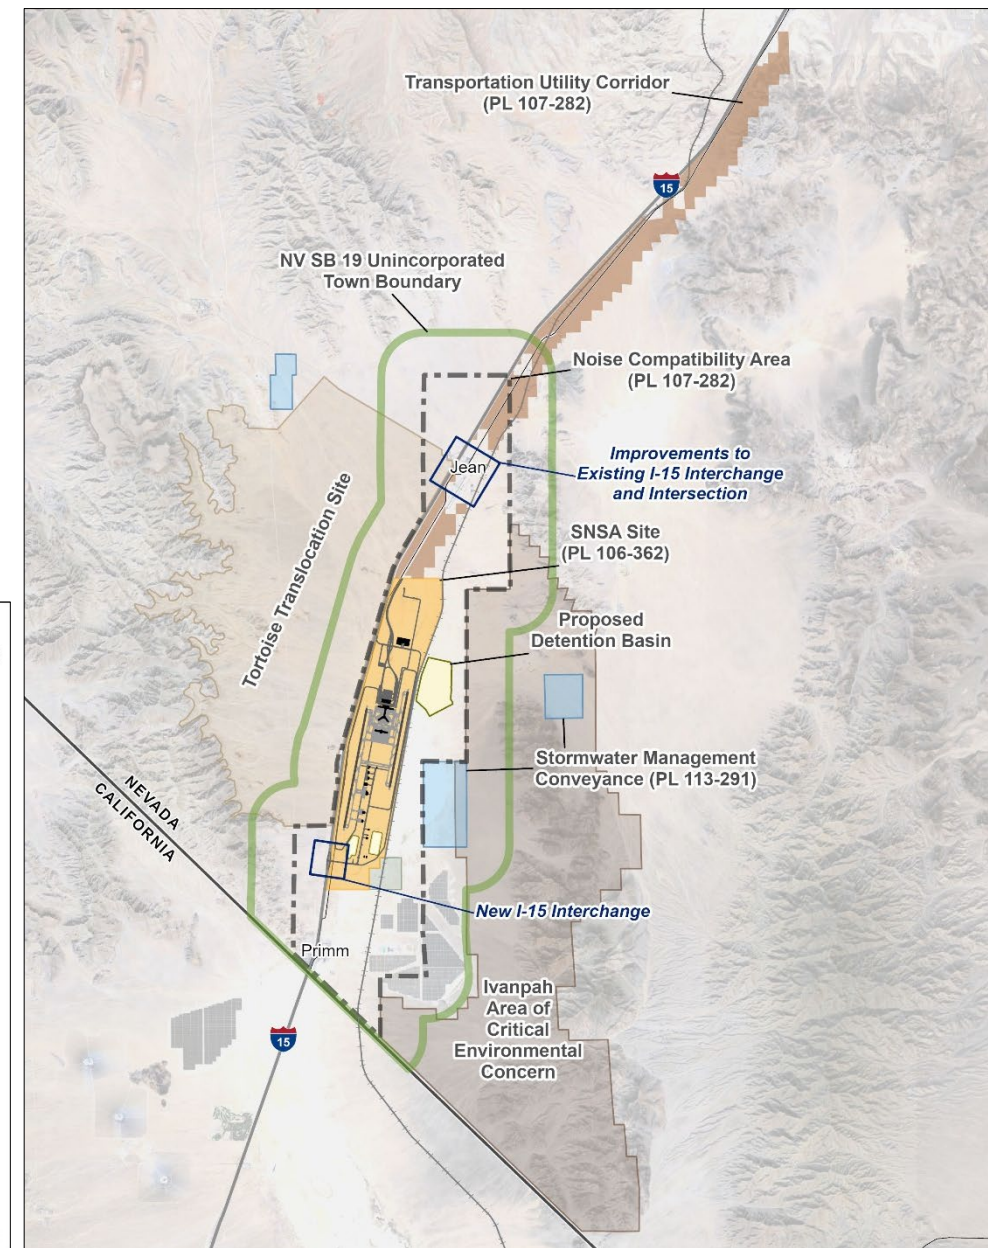 Transportation Utility Corridor
(PL 107-282)
15
NV SB 19 Unincorporated
Town Boundary
Noise Compatibility Area
(PL 107-282)
Jean
Improvements to
Existing I-15 Interchange
and Intersection
Tortoise Translocation Site
SNSA Site
(PL 106-362)
Proposed
Detention Basin
Stormwater Management
Conveyance (PL 113-291)
NEVADA
CALIFORNIA
New I-15 Interchange
Primm
Ivanpah
Area of
Critical
Environmental
Concern
15